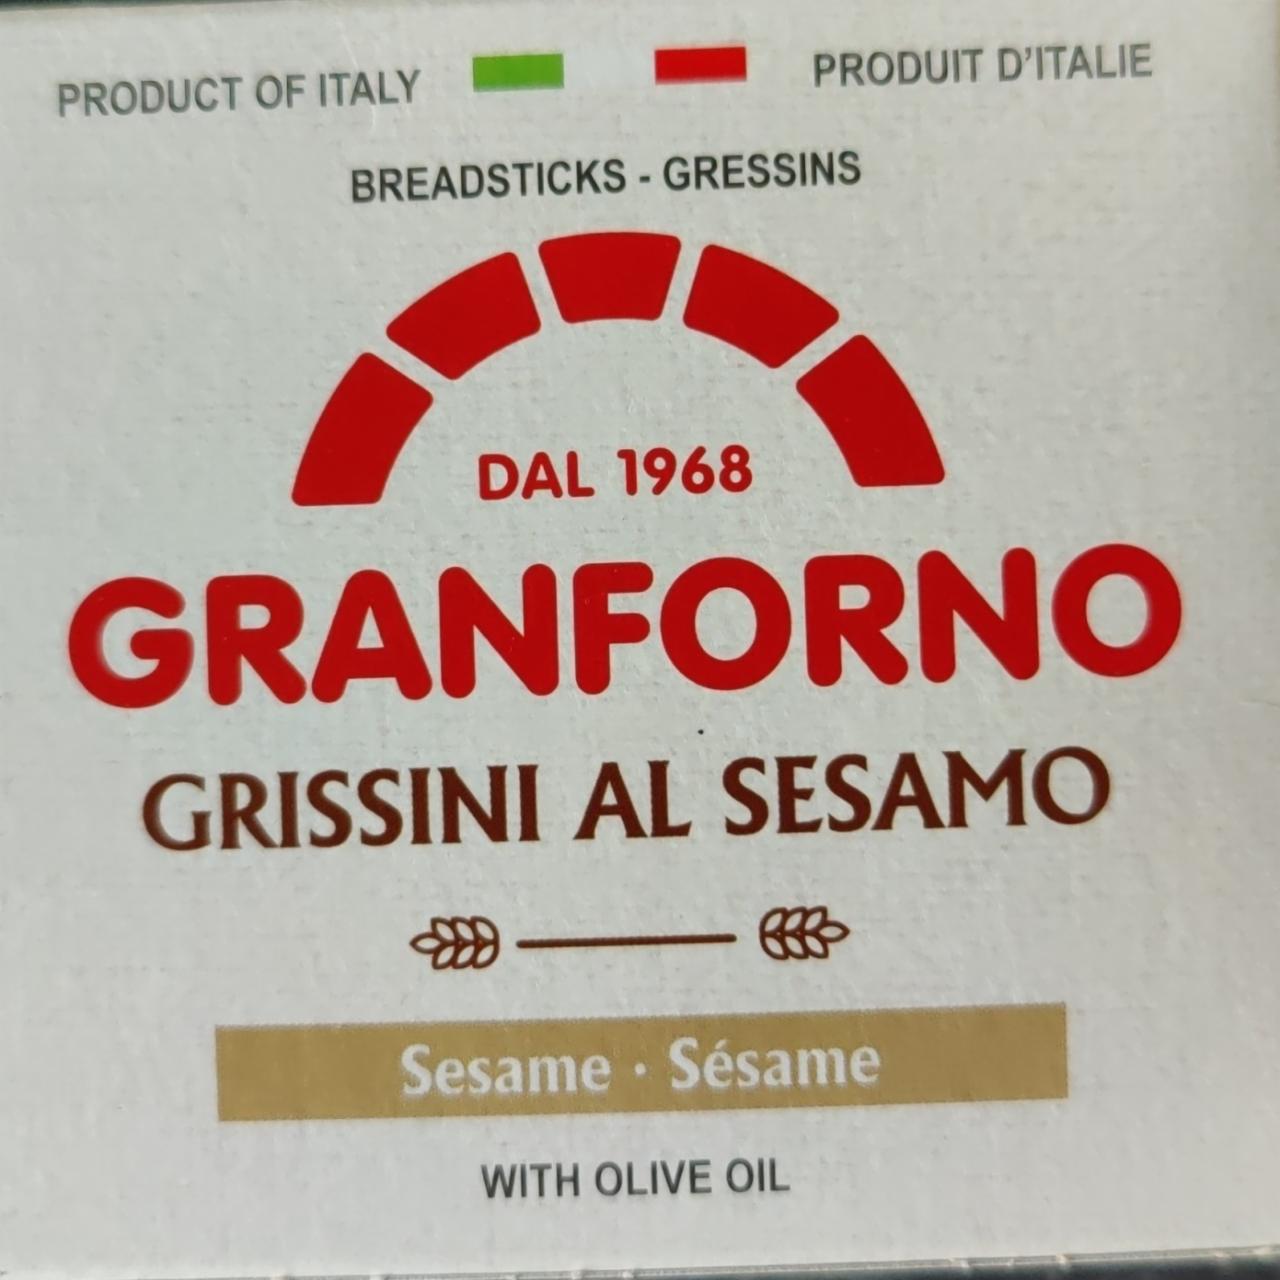 PRODUCT OF ITALY PRODUIT D'ITALIE
BREADSTICKS - GRESSINS
DAL 1968
GRANFORNO
GRISSINI AL SESAMO
Sesame · Sésame
WITH OLIVE OIL